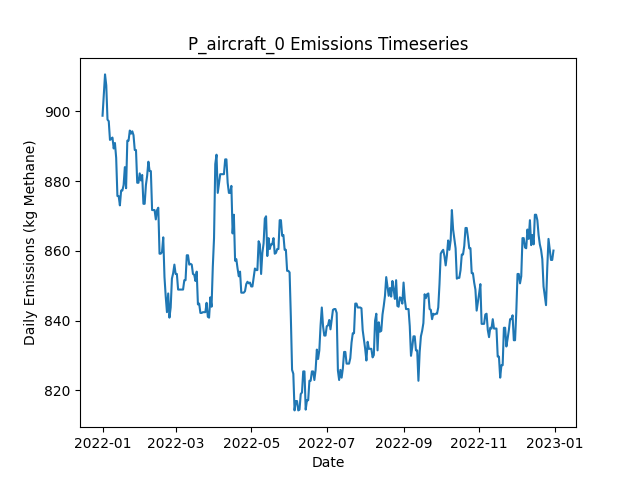 P_aircraft_0 Emissions Timeseries
Daily Emissions (kg Methane)
900
880
860
840
820
2022-01 2022-03 2022-05 2022-07 2022-09 2022-11 2023-01
Date